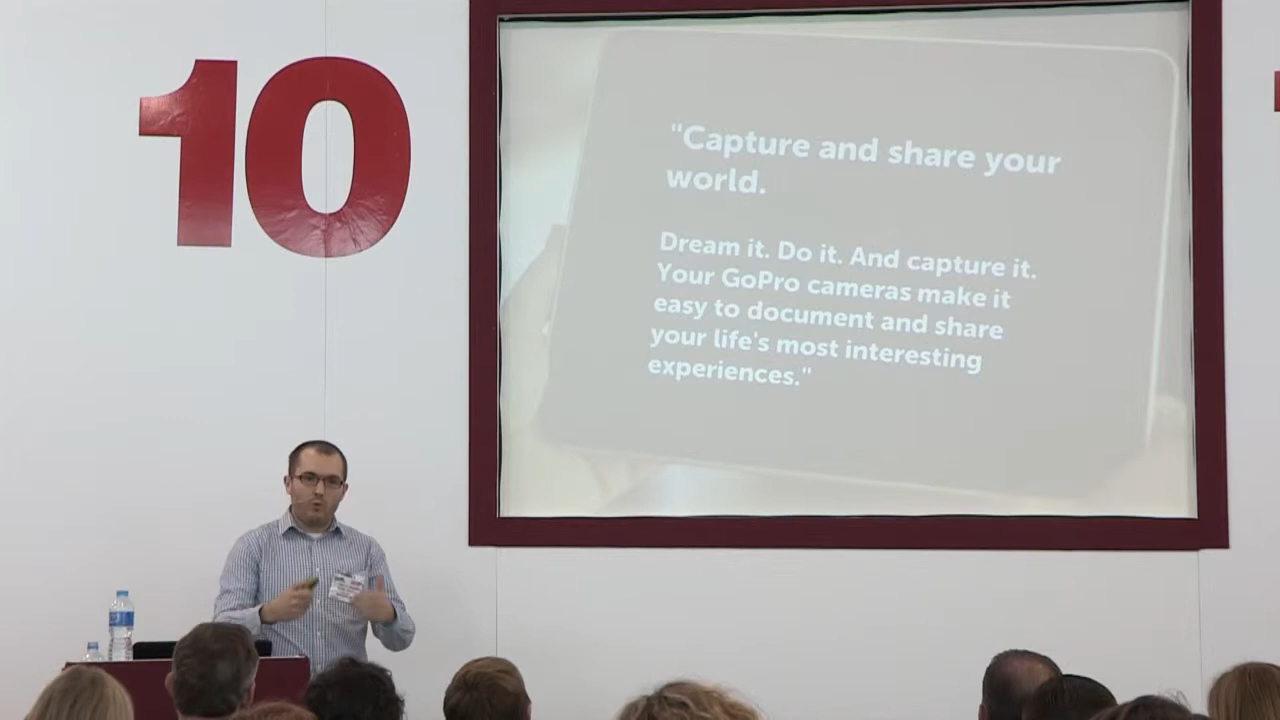 10
"Capture and share your
world.
Dream it. Do it. And capture it.
Your GoPro cameras make it
easy to document and share
your life's most interesting
experiences."